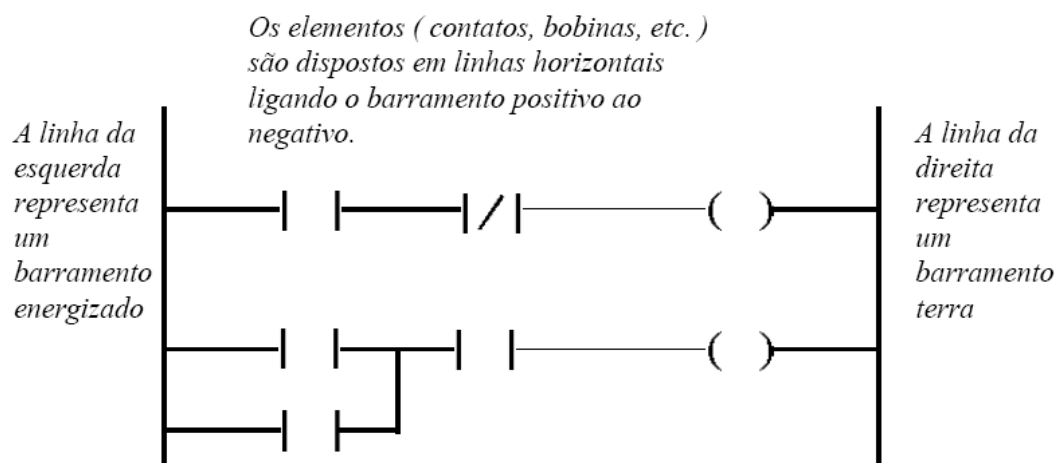 Os elementos ( contatos, bobinas, etc. )
são dispostos em linhas horizontais
ligando o barramento positivo ao
negativo.
A linha da
esquerda
representa
um
barramento
energizado
A linha da
direita
representa
um
barramento
terra